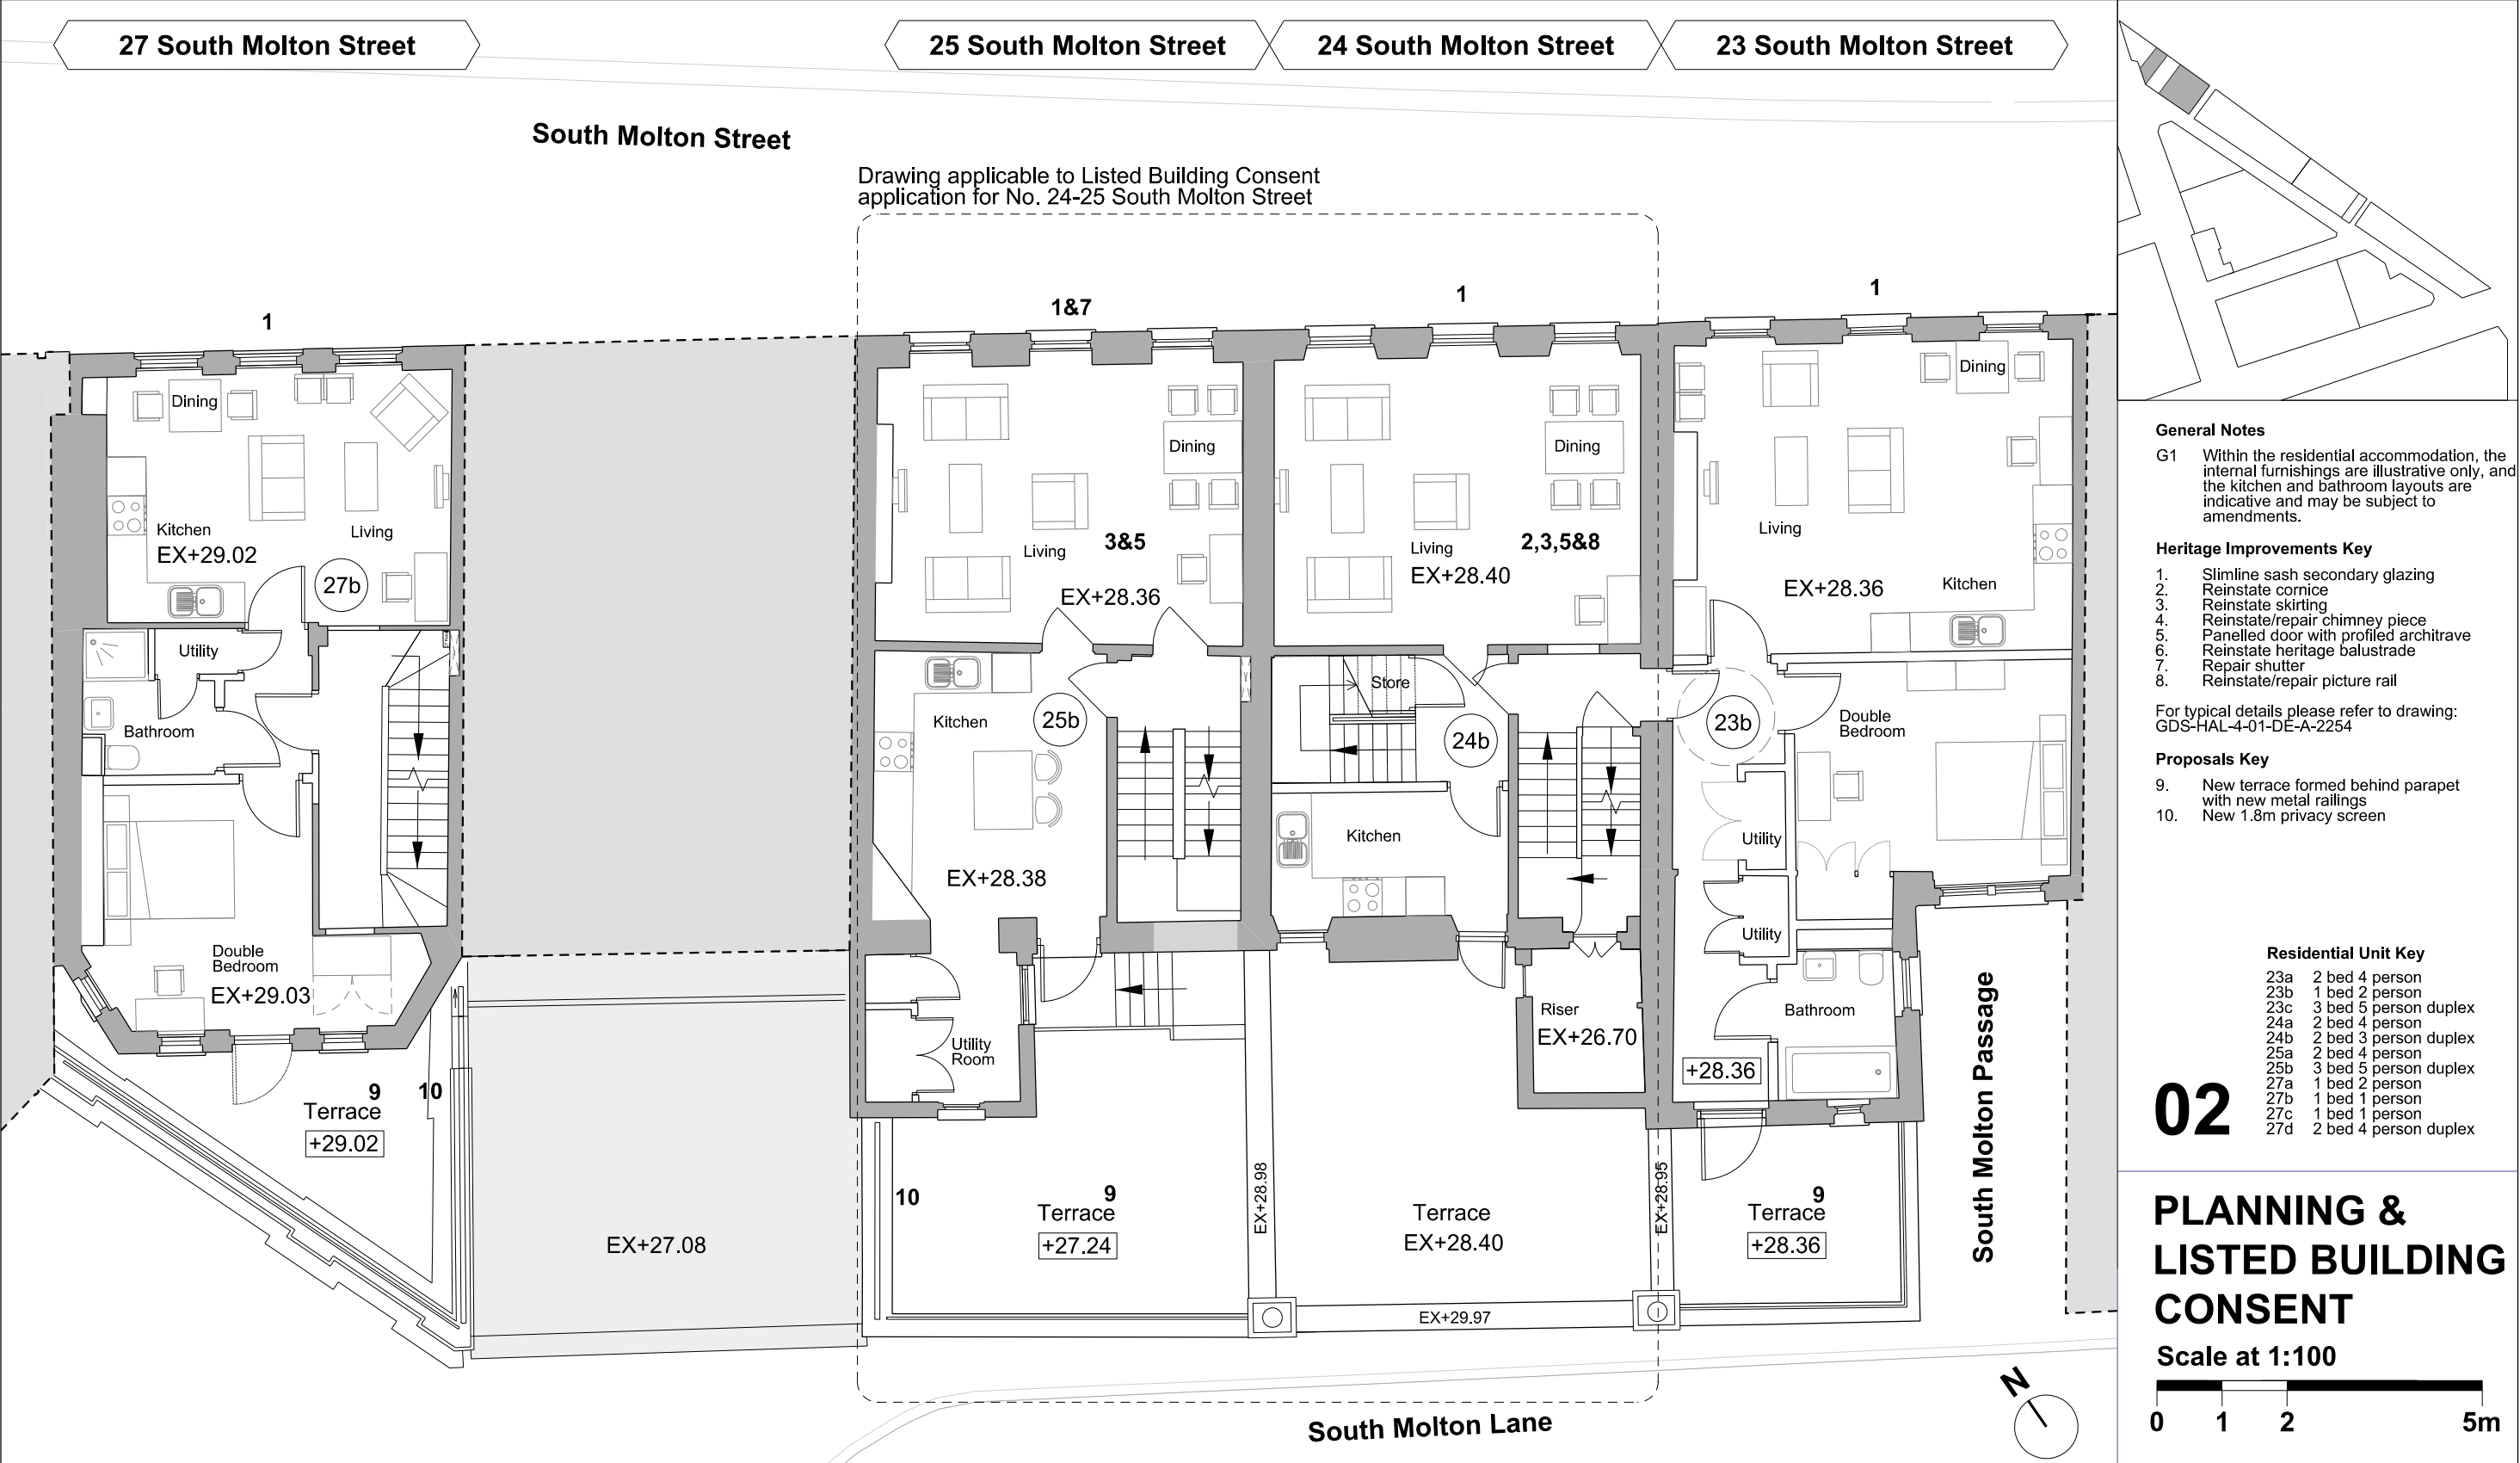 27 South Molton Street
25 South Molton Street
24 South Molton Street
23 South Molton Street
South Molton Street
Drawing applicable to Listed Building Consent
application for No. 24-25 South Molton Street
1
1&7
1
1
Dining
Kitchen
EX+29.02
Living
27b
Utility
Bathroom
Double
Bedroom
EX+29.03
9
10
Terrace
+29.02
EX+27.08
Dining
Living
3&5
EX+28.36
Kitchen
25b
EX+28.38
Utility
Room
10
9
Terrace
+27.24
EX+28.98
Dining
Living
2,3,5&8
EX+28.40
Store
24b
Kitchen
Riser
EX+26.70
Terrace
EX+28.40
EX+28.95
EX+29.97
Dining
Living
EX+28.36
Kitchen
23b
Double
Bedroom
Utility
Utility
Bathroom
+28.36
9
Terrace
+28.36
South Molton Passage
South Molton Lane
N
General Notes
G1 Within the residential accommodation, the
internal furnishings are illustrative only, and
the kitchen and bathroom layouts are
indicative and may be subject to
amendments.
Heritage Improvements Key
1. Slimline sash secondary glazing
2. Reinstate cornice
3. Reinstate skirting
4. Reinstate/repair chimney piece
5. Panelled door with profiled architrave
6. Reinstate heritage balustrade
7. Repair shutter
8. Reinstate/repair picture rail
For typical details please refer to drawing:
GDS-HAL-4-01-DE-A-2254
Proposals Key
9. New terrace formed behind parapet
with new metal railings
10. New 1.8m privacy screen
Residential Unit Key
23a 2 bed 4 person
23b 1 bed 2 person
23c 3 bed 5 person duplex
24a 2 bed 4 person
24b 2 bed 3 person duplex
25a 2 bed 4 person
25b 3 bed 5 person duplex
27a 1 bed 2 person
27b 1 bed 1 person
27c 1 bed 1 person
27d 2 bed 4 person duplex
02
PLANNING &
LISTED BUILDING
CONSENT
Scale at 1:100
0 1 2 5m